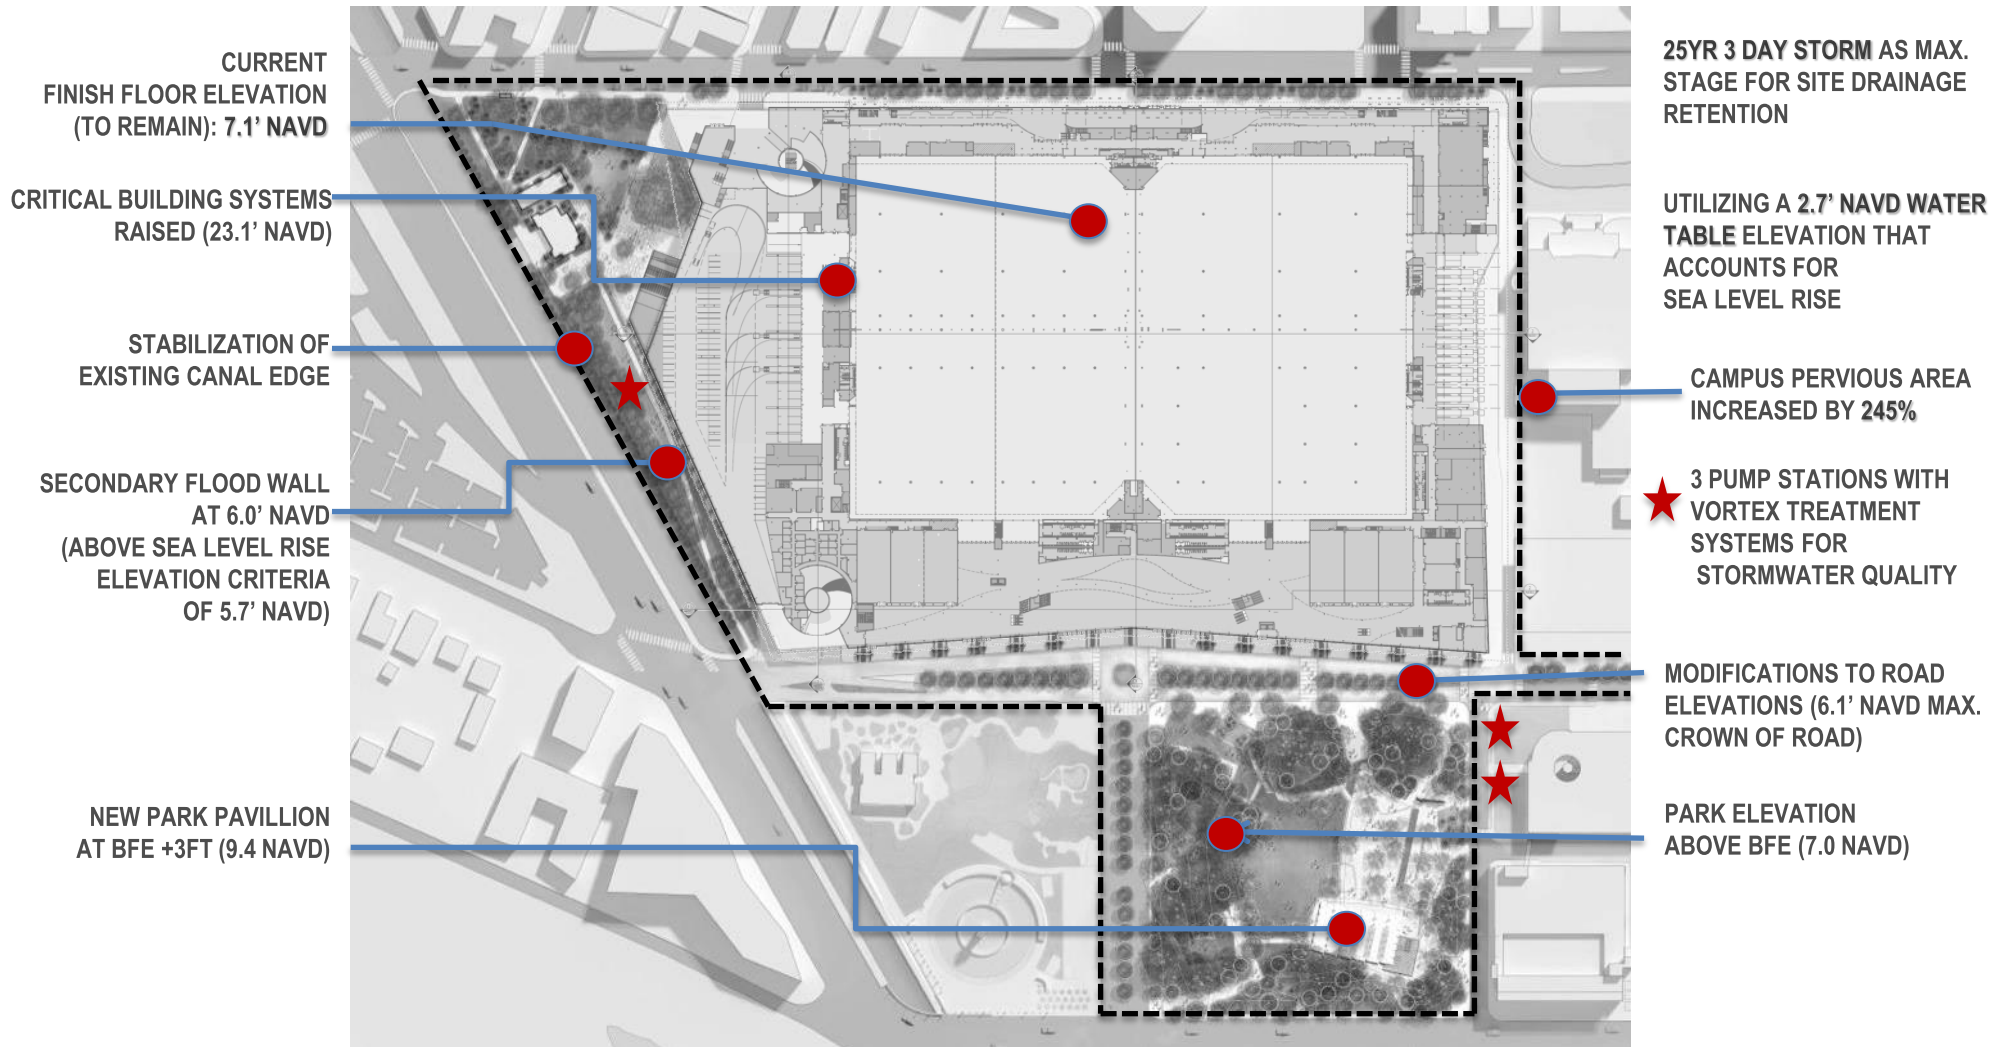 CURRENT
FINISH FLOOR ELEVATION
(TO REMAIN): 7.1’ NAVD
CRITICAL BUILDING SYSTEMS
RAISED (23.1’ NAVD)
STABILIZATION OF
EXISTING CANAL EDGE
SECONDARY FLOOD WALL
AT 6.0’ NAVD
(ABOVE SEA LEVEL RISE
ELEVATION CRITERIA
OF 5.7’ NAVD)
NEW PARK PAVILLION
AT BFE +3FT (9.4 NAVD)
25YR 3 DAY STORM AS MAX.
STAGE FOR SITE DRAINAGE
RETENTION
UTILIZING A 2.7’ NAVD WATER
TABLE ELEVATION THAT
ACCOUNTS FOR
SEA LEVEL RISE
CAMPUS PERVIOUS AREA
INCREASED BY 245%
3 PUMP STATIONS WITH
VORTEX TREATMENT
SYSTEMS FOR
STORMWATER QUALITY
MODIFICATIONS TO ROAD
ELEVATIONS (6.1’ NAVD MAX.
CROWN OF ROAD)
PARK ELEVATION
ABOVE BFE (7.0 NAVD)